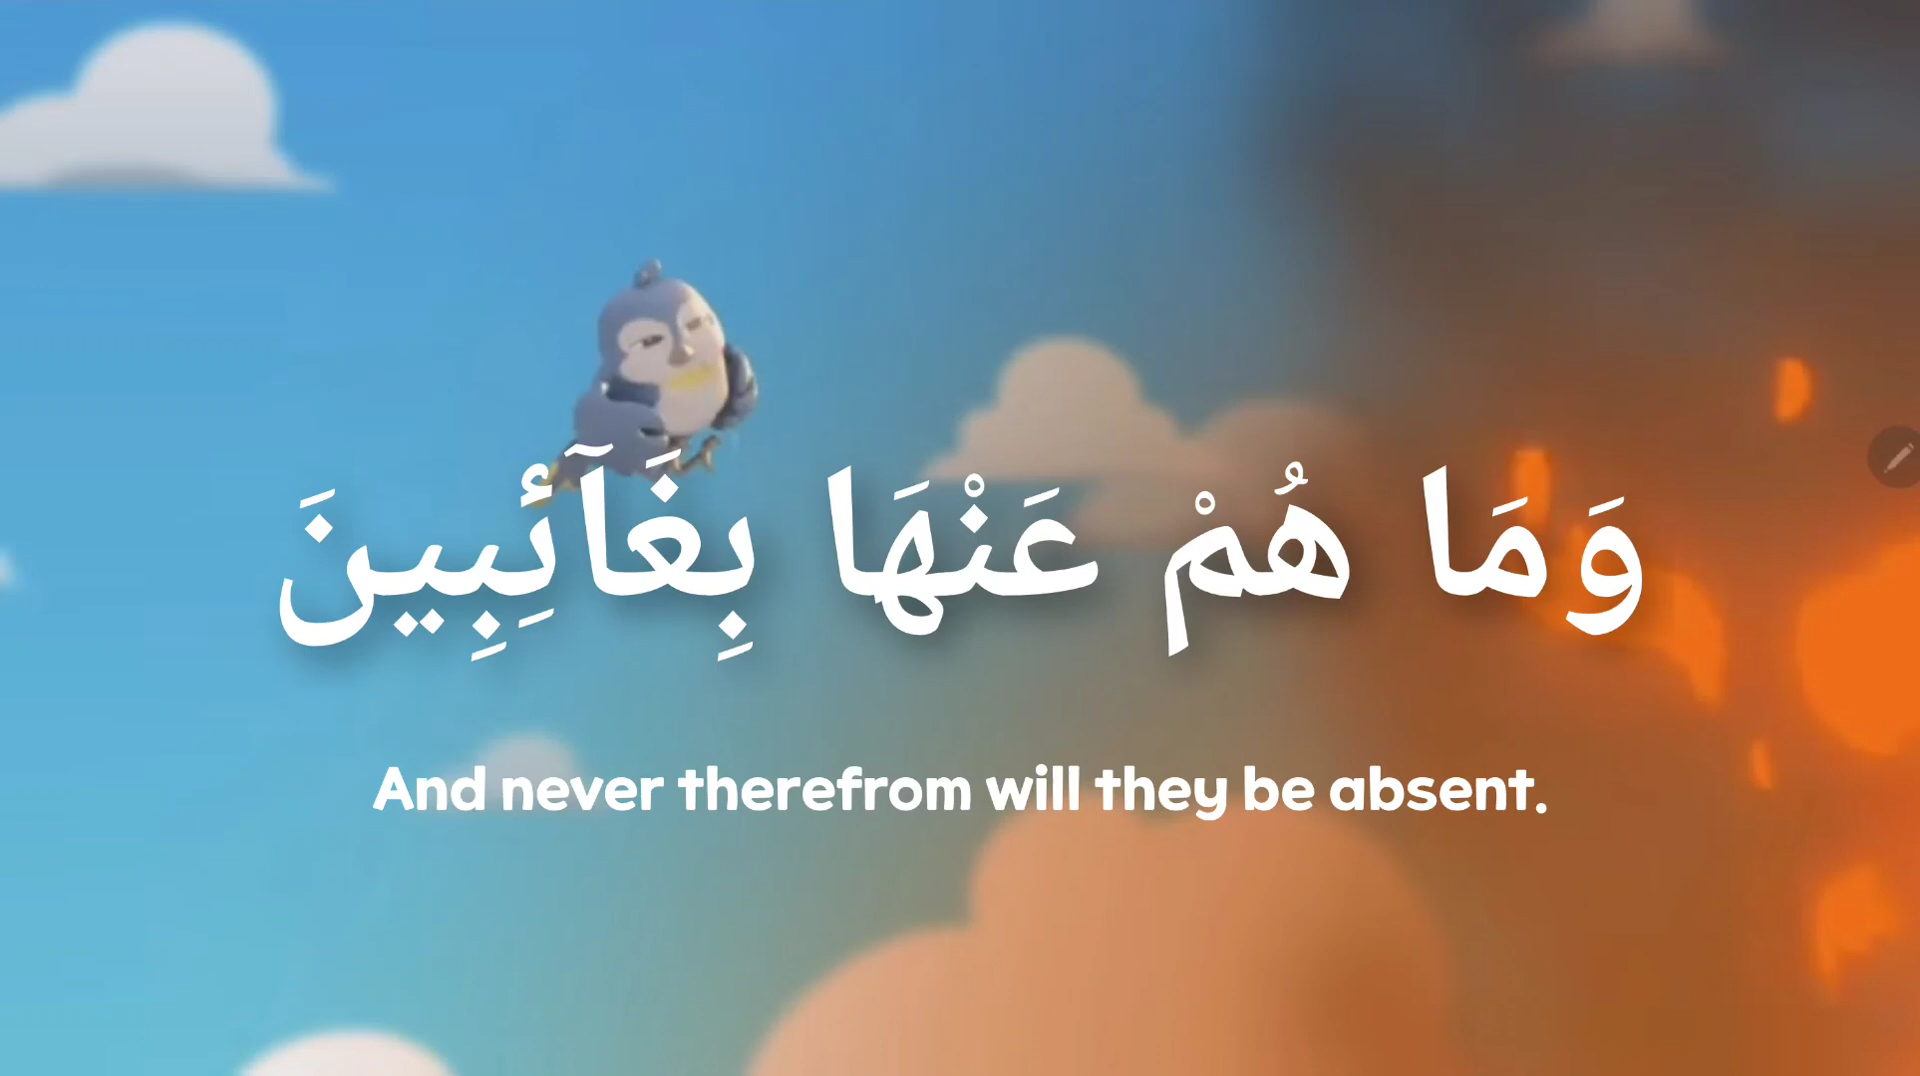 وَمَا هُمْ عَنْهَا بِغَآئِبِينَ
And never therefrom will they be absent.